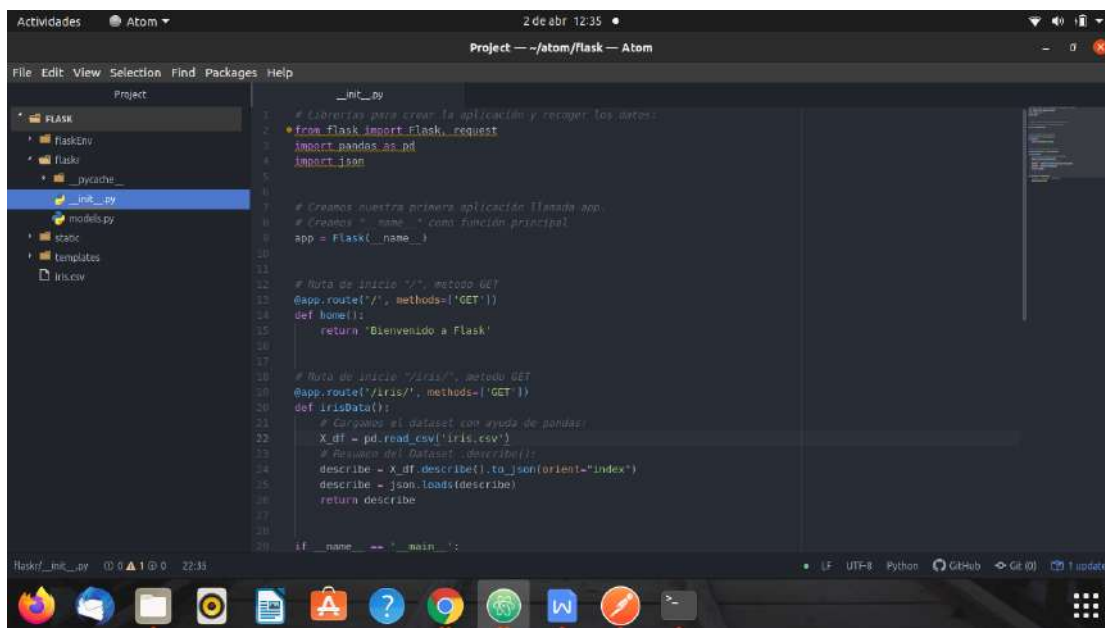 Actividades Atom 2 de abr 12:35
Project — ~/atom/flask — Atom
File Edit View Selection Find Packages Help
Project
__init__.py
FLASK
flaskEnv
flaskr
__pycache__
__init__.py
models.py
static
templates
iris.csv
1 # Librerías para crear la aplicación y recoger los datos:
2 from flask import Flask, request
3 import pandas as pd
4 import json
5
6
7 # Creamos nuestra primera aplicación llamada app.
8 # Creamos "__name__" como función principal
9 app = Flask(__name__)
10
11
12 # Ruta de inicio "/", metodo GET
13 @app.route('/', methods=['GET'])
14 def home():
15 return 'Bienvenido a Flask'
16
17
18 # Ruta de inicio "/iris/", metodo GET
19 @app.route('/iris/', methods=['GET'])
20 def irisData():
21 # Cargamos el dataset con ayuda de pandas:
22 X_df = pd.read_csv('iris.csv')
23 # Resumen del Dataset .describe():
24 describe = X_df.describe().to_json(orient="index")
25 describe = json.loads(describe)
26 return describe
27
28
29 if __name__ == '__main__':
flaskr/__init__.py 0 0 1 0 22:35
LF UTF-8 Python GitHub Git (0) 1 update